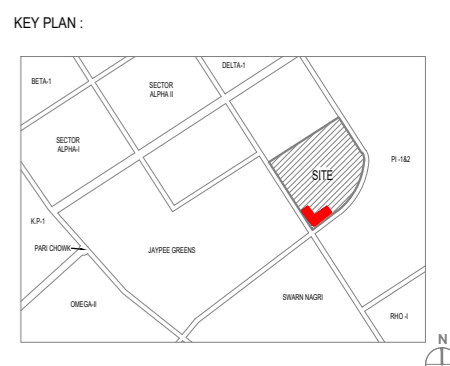 KEY PLAN :
DELTA-1
BETA-1
SECTOR
ALPHA II
SECTOR
ALPHA-I
PI -1&2
SITE
K.P-1
PARI CHOWK
JAYPEE GREENS
SWARN NAGRI
OMEGA-II
RHO -I
N